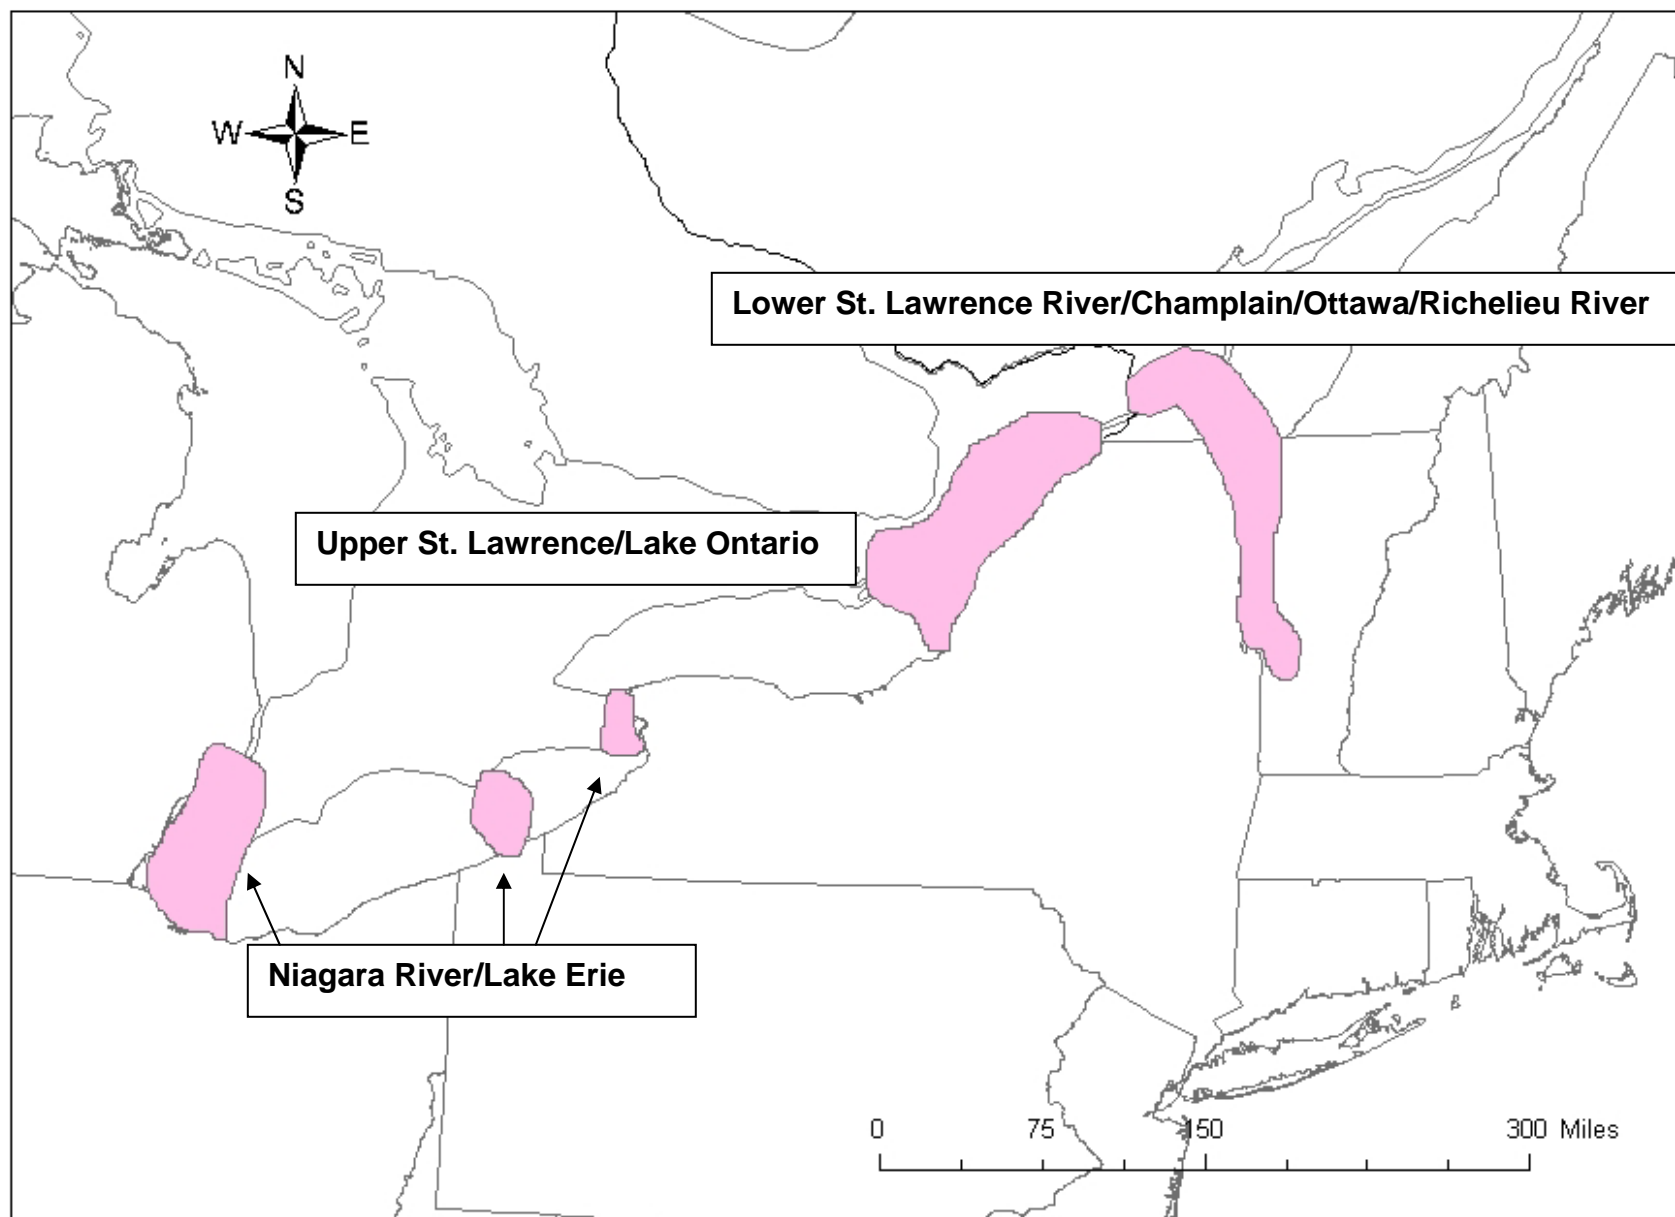 N
W E
S
Lower St. Lawrence River/Champlain/Ottawa/Richelieu River
Upper St. Lawrence/Lake Ontario
Niagara River/Lake Erie
0 75 150 300 Miles